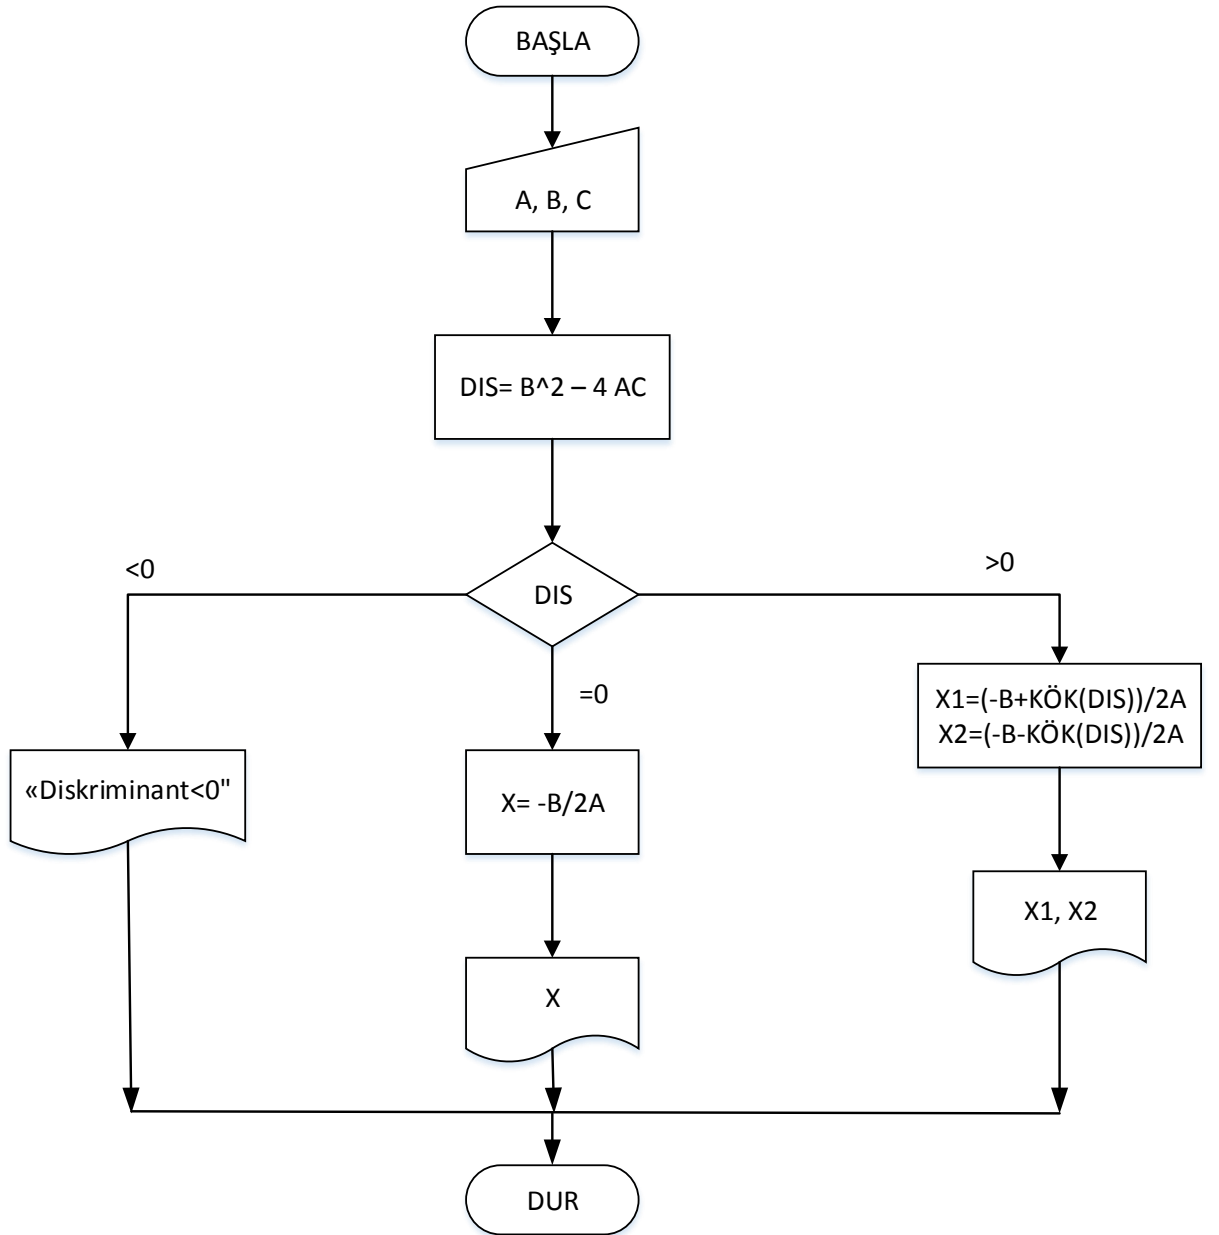 BAŞLA
A, B, C
DIS= B^2 – 4 AC
DIS
<0
=0
>0
«Diskriminant<0"
X= -B/2A
X1=(-B+KÖK(DIS))/2A
X2=(-B-KÖK(DIS))/2A
X
X1, X2
DUR